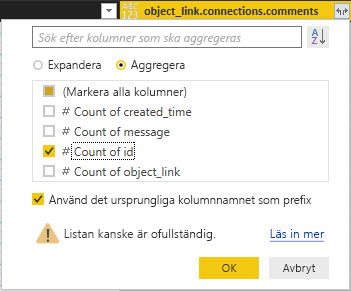 ABC
123
object_link.connections.comments
Sök efter kolumner som ska aggregeras
A
Z
Expandera
Aggregera
(Markera alla kolumner)
# Count of created_time
# Count of message
# Count of id
# Count of object_link
Använd det ursprungliga kolumnnamnet som prefix
Listan kanske är ofullständig.
Läs in mer
OK
Avbryt